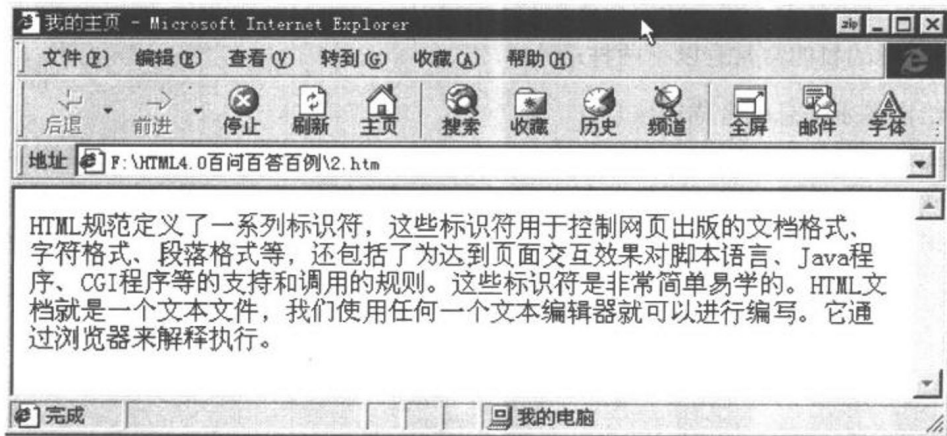 我的主页 - Microsoft Internet Explorer
zip
文件(F) 编辑(E) 查看(V) 转到(G) 收藏(A) 帮助(H)
后退 前进 停止 刷新 主页 搜索 收藏 历史 频道 全屏 邮件 字体
地址 F:\HTML4.0百问百答百例\2.htm
HTML规范定义了一系列标识符，这些标识符用于控制网页出版的文档格式、
字符格式、段落格式等，还包括了为达到页面交互效果对脚本语言、Java程
序、CGI程序等的支持和调用的规则。这些标识符是非常简单易学的。HTML文
档就是一个文本文件，我们使用任何一个文本编辑器就可以进行编写。它通
过浏览器来解释执行。
完成 我的电脑